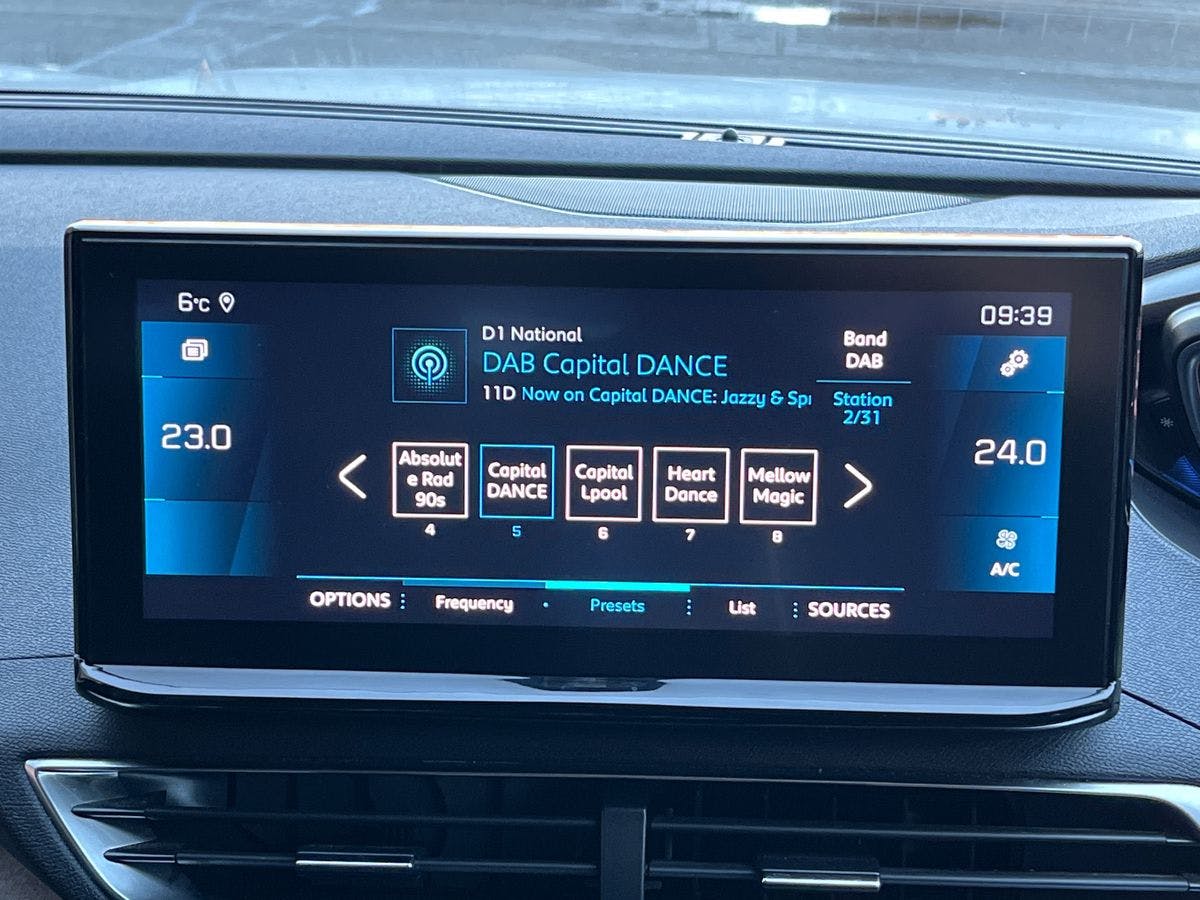 6°C
09:39
D1 National
DAB Capital DANCE
11D Now on Capital DANCE: Jazzy & Spr
Band
DAB
Station
2/31
23.0
24.0
Absolut
e Rad
90s
4
Capital
DANCE
5
Capital
Lpool
6
Heart
Dance
7
Mellow
Magic
8
A/C
OPTIONS
Frequency
Presets
List
SOURCES